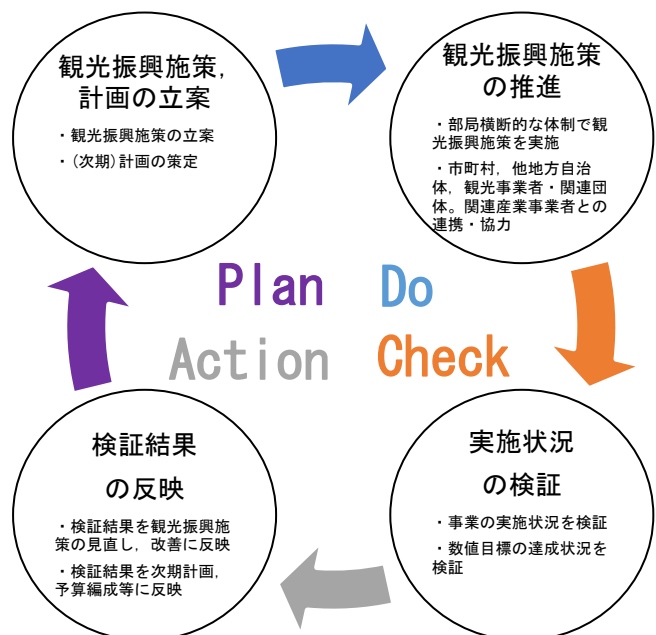 観光振興施策,
計画の立案
・観光振興施策の立案
・(次期)計画の策定
観光振興施策
の推進
・部局横断的な体制で観
光振興施策を実施
・市町村, 他地方自治
体, 観光事業者・関連団
体。関連産業事業者との
連携・協力
Plan Do
Action Check
検証結果
の反映
・検証結果を観光振興施
策の見直し, 改善に反映
・検証結果を次期計画,
予算編成等に反映
実施状況
の検証
・事業の実施状況を検証
・数値目標の達成状況を
検証